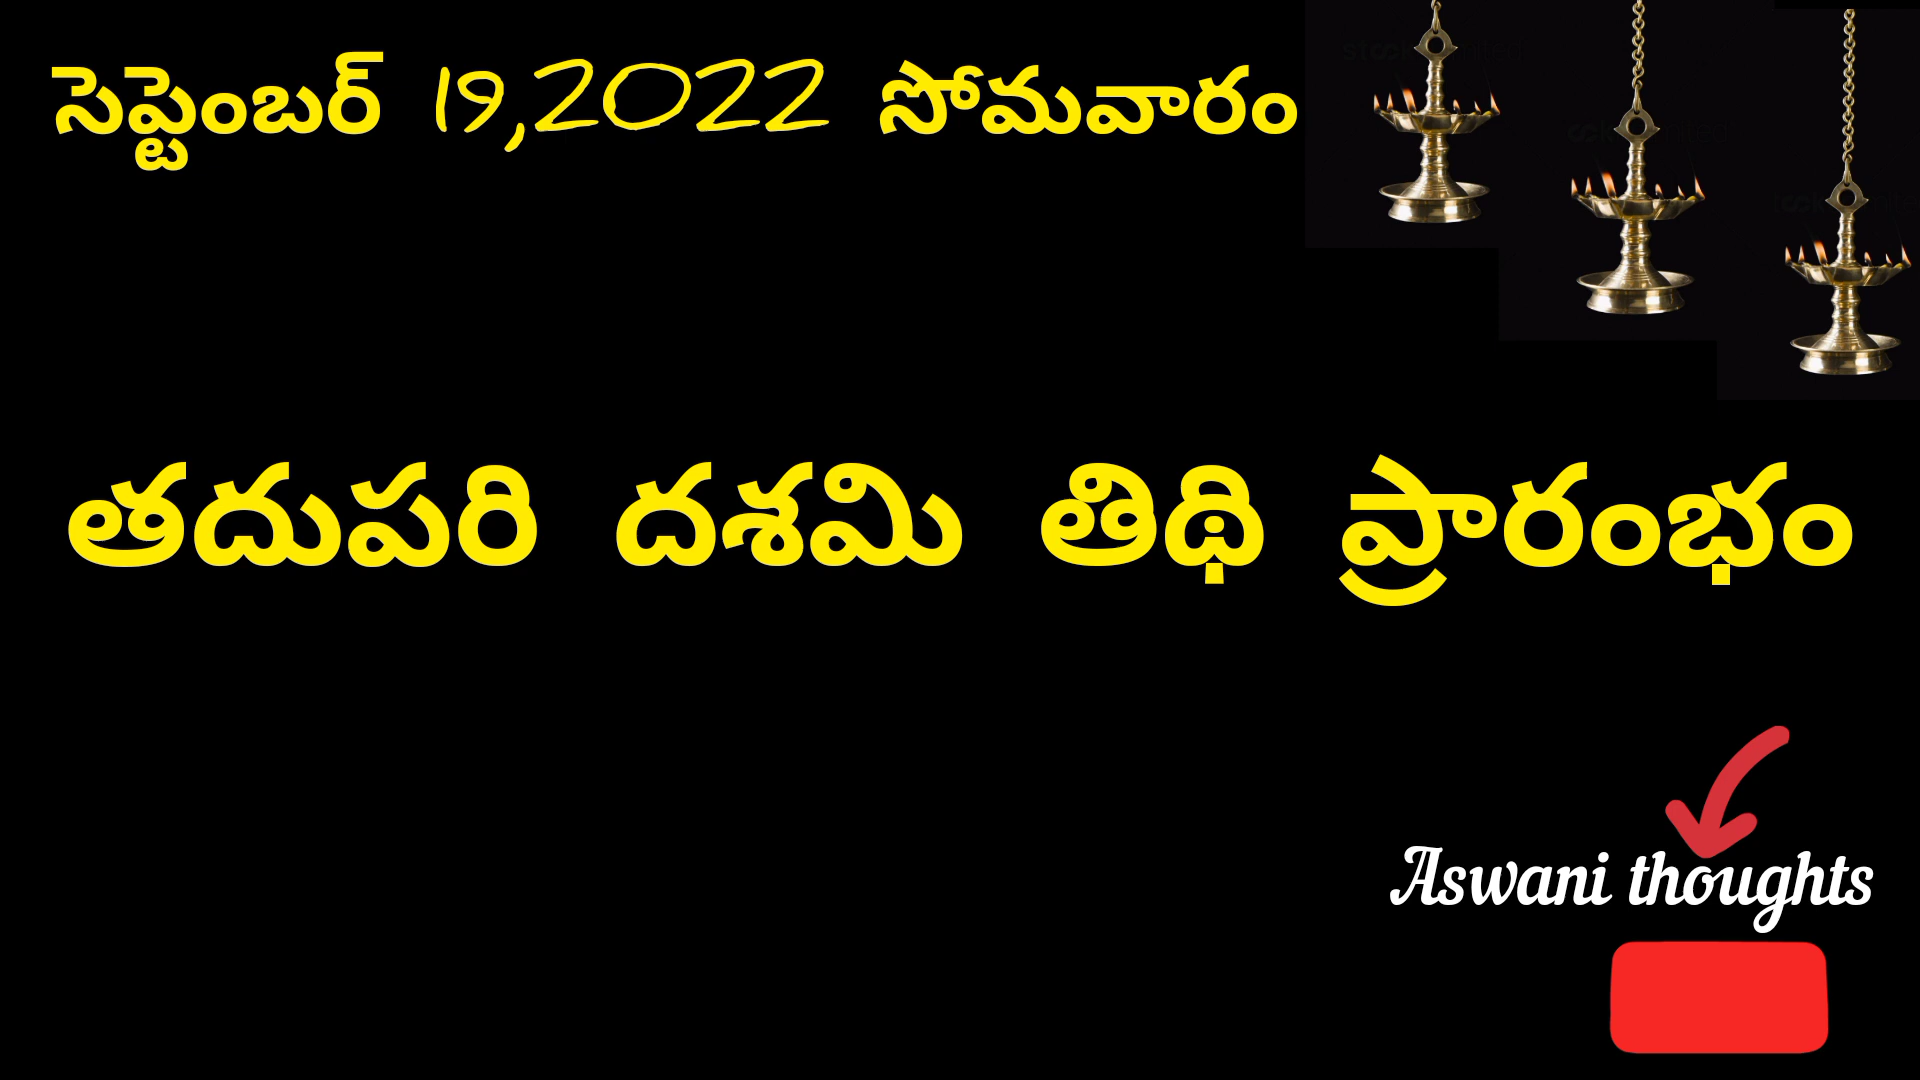 సెప్టెంబర్ 19,2022 సోమవారం
తదుపరి దశమి తిథి ప్రారంభం
Aswani thoughts